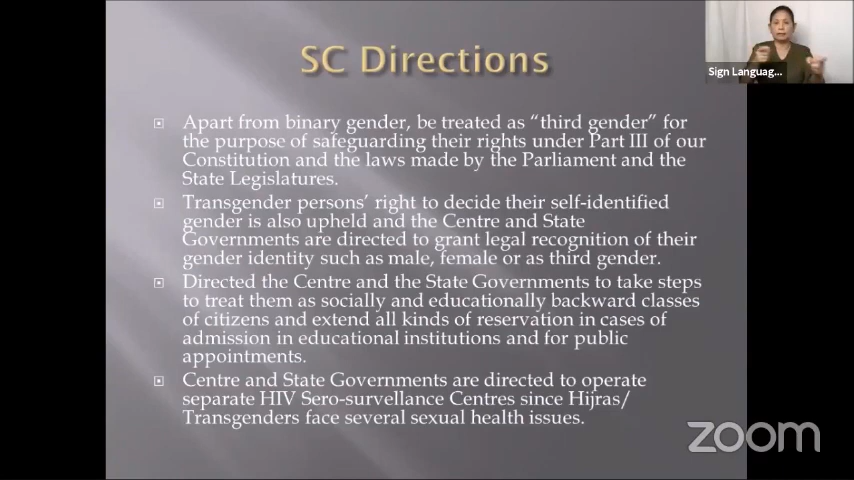 SC Directions
Sign Languag...
Apart from binary gender, be treated as “third gender” for
the purpose of safeguarding their rights under Part III of our
Constitution and the laws made by the Parliament and the
State Legislatures.
Transgender persons’ right to decide their self-identified
gender is also upheld and the Centre and State
Governments are directed to grant legal recognition of their
gender identity such as male, female or as third gender.
Directed the Centre and the State Governments to take steps
to treat them as socially and educationally backward classes
of citizens and extend all kinds of reservation in cases of
admission in educational institutions and for public
appointments.
Centre and State Governments are directed to operate
separate HIV Sero-survellance Centres since Hijras/
Transgenders face several sexual health issues.
zoom